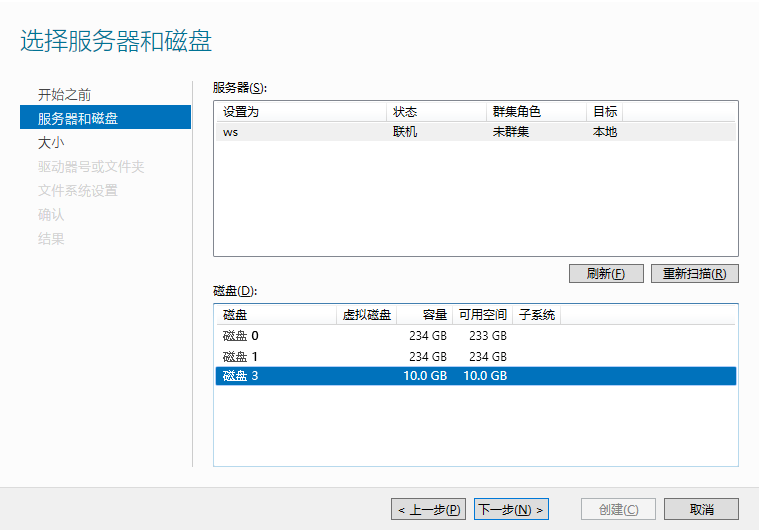 选择服务器和磁盘
开始之前
服务器和磁盘
大小
驱动器号或文件夹
文件系统设置
确认
结果
服务器(S):
设置为 状态 群集角色 目标
ws 联机 未群集 本地
刷新(F) 重新扫描(R)
磁盘(D):
磁盘 虚拟磁盘 容量 可用空间 子系统
磁盘 0 234 GB 233 GB
磁盘 1 234 GB 234 GB
磁盘 3 10.0 GB 10.0 GB
< 上一步(P) 下一步(N) > 创建(C) 取消